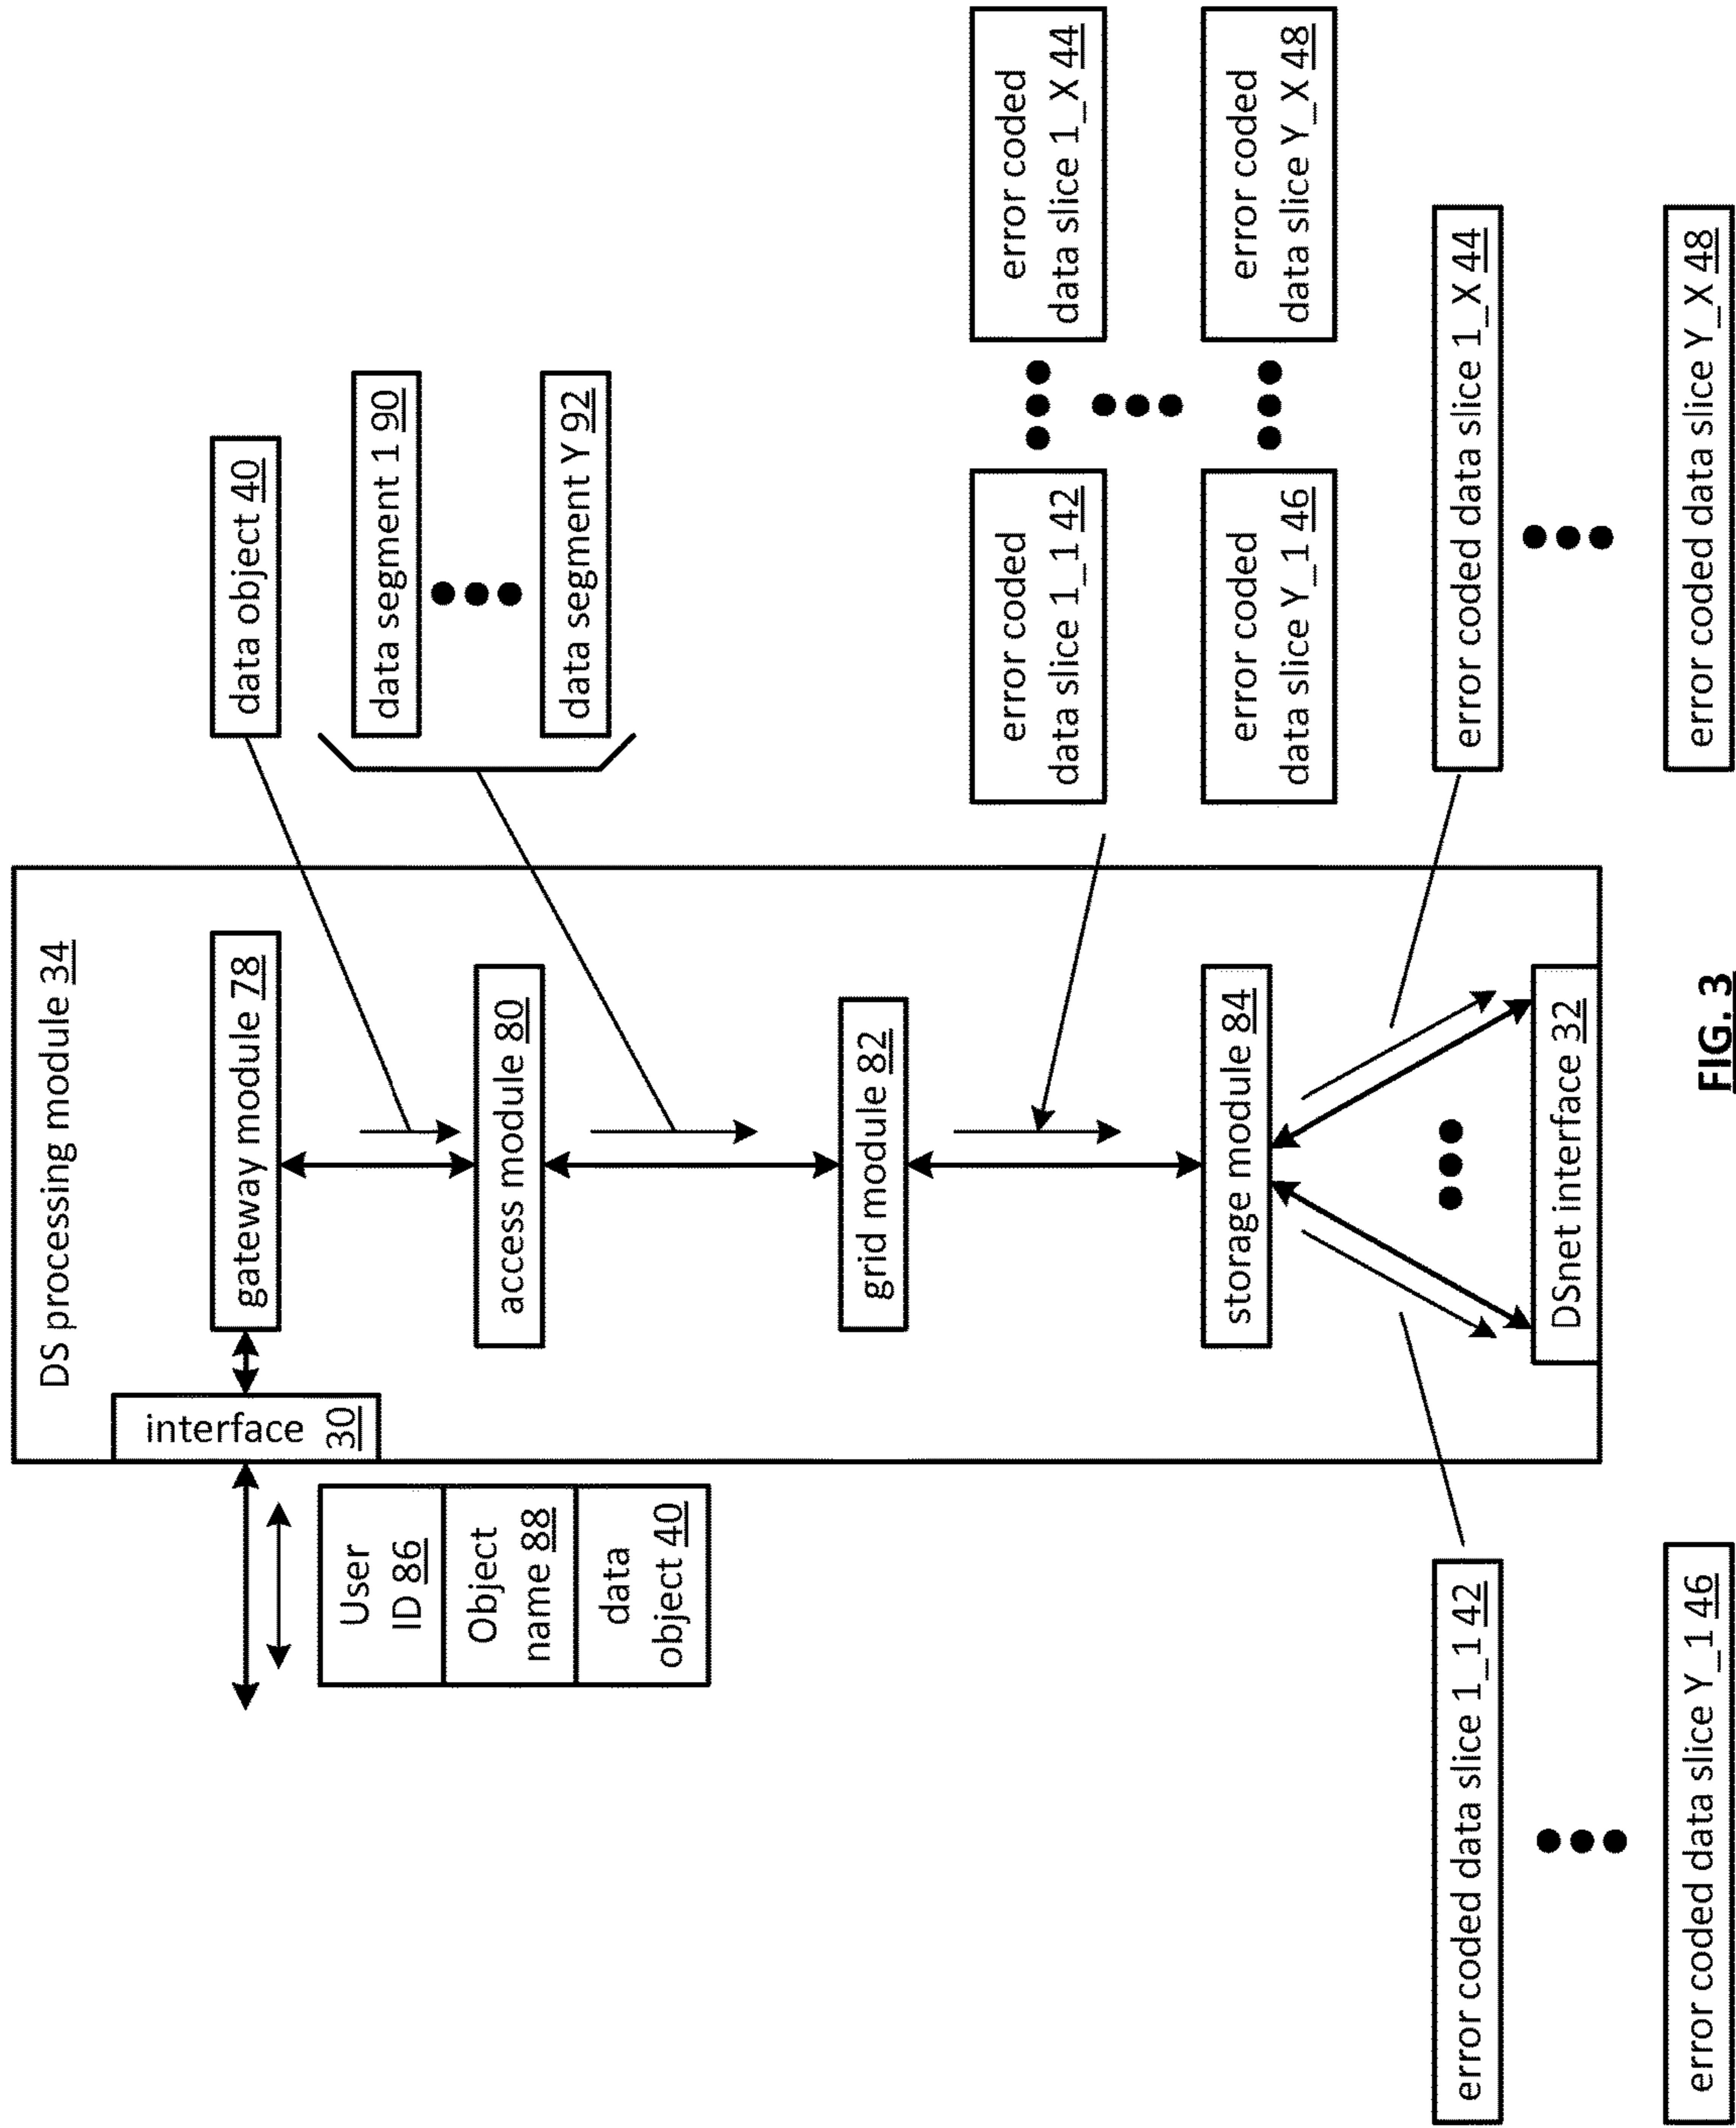 DS processing module 34
interface 30
gateway module 78
data object 40
User
ID 86
Object
name 88
data
object 40
data segment 1 90
data segment Y 92
access module 80
grid module 82
error coded
data slice 1_1 42
error coded
data slice 1_X 44
error coded
data slice Y_1 46
error coded
data slice Y_X 48
storage module 84
error coded data slice 1_1 42
error coded data slice Y_1 46
DSnet interface 32
error coded data slice 1_X 44
error coded data slice Y_X 48
FIG. 3